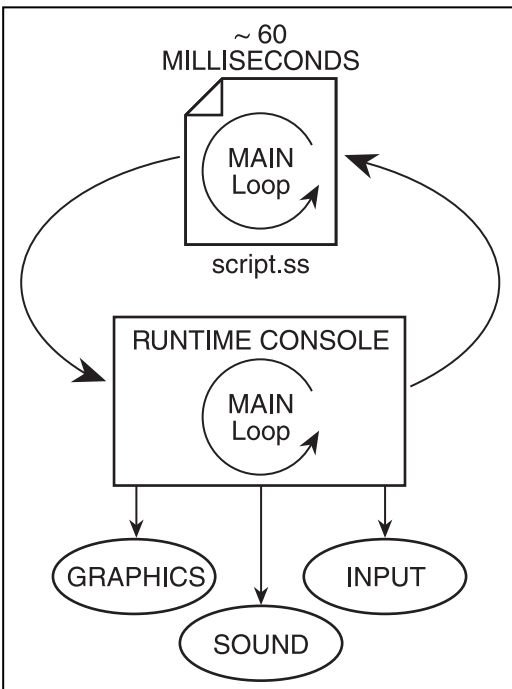 ~ 60
MILLISECONDS
MAIN
Loop
script.ss
RUNTIME CONSOLE
MAIN
Loop
GRAPHICS
INPUT
SOUND